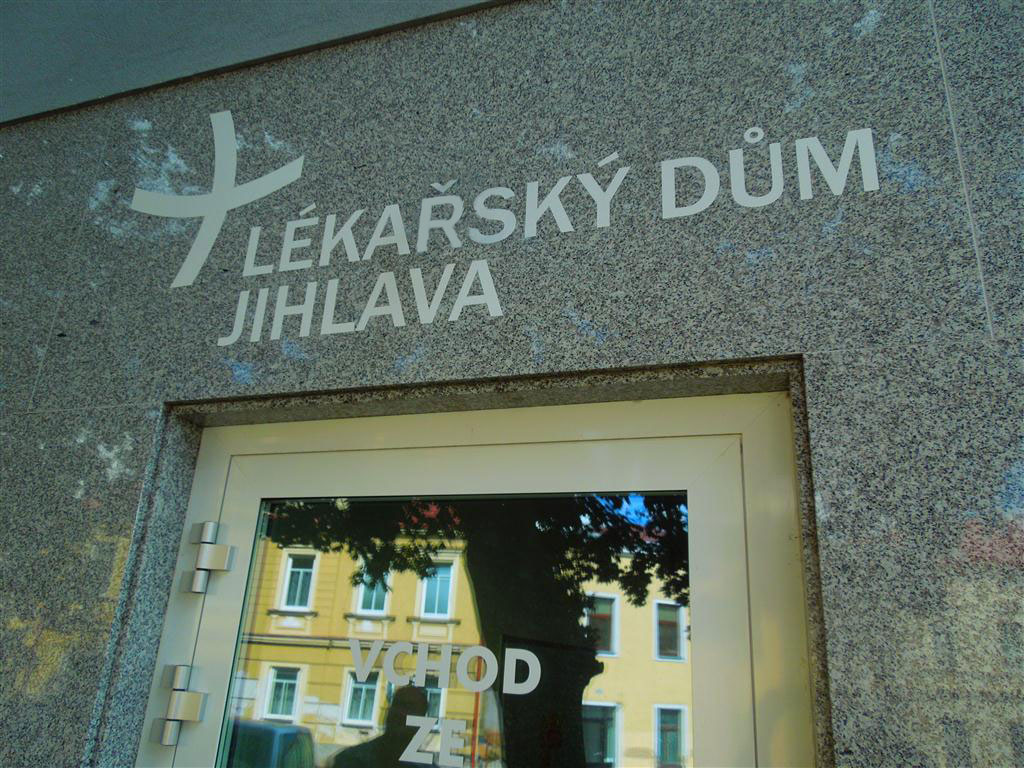 LÉKAŘSKÝ DŮM
JIHLAVA
VCHOD
ZE